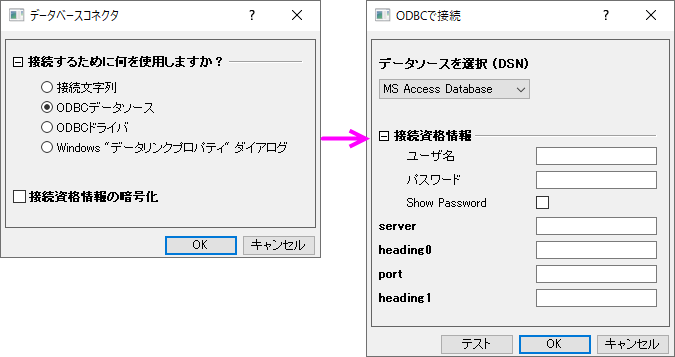 データベースコネクタ
?
接続するために何を使用しますか?
接続文字列
ODBCデータソース
ODBCドライバ
Windows "データリンクプロパティ" ダイアログ
接続資格情報の暗号化
OK
キャンセル
ODBCで接続
?
データソースを選択 (DSN)
MS Access Database
接続資格情報
ユーザ名
パスワード
Show Password
server
heading0
port
heading1
テスト
OK
キャンセル